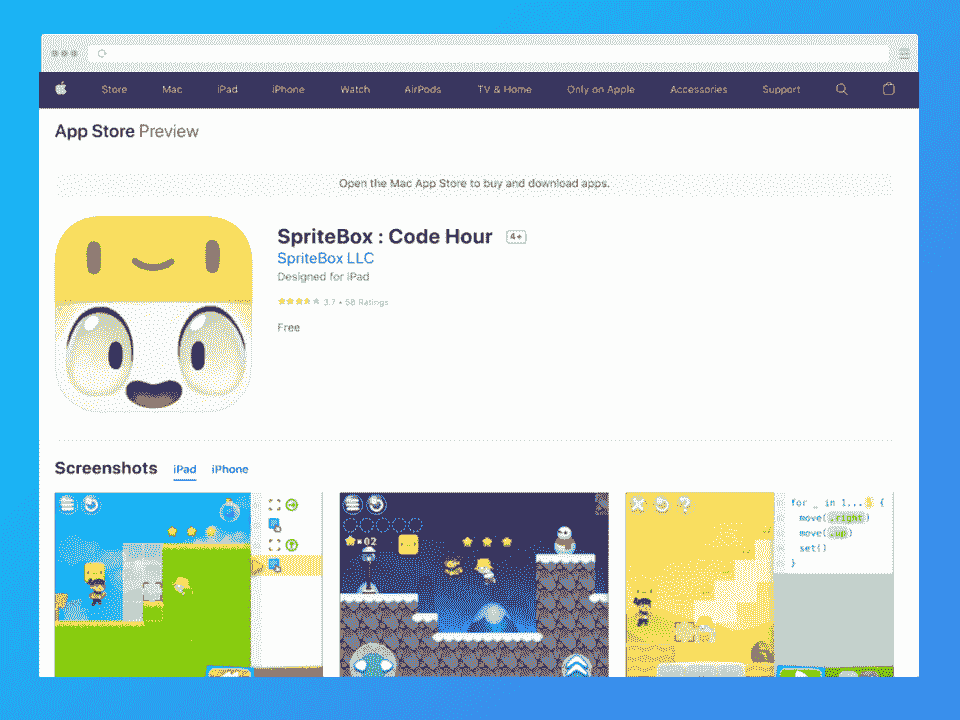 Store Mac iPad iPhone Watch AirPods TV & Home Only on Apple Accessories Support
App Store Preview
Open the Mac App Store to buy and download apps.
SpriteBox : Code Hour 4+
SpriteBox LLC
Designed for iPad
3.7 • 58 Ratings
Free
Screenshots iPad iPhone
×02
for _ in 1... {
move(.right)
move(.up)
set()
}